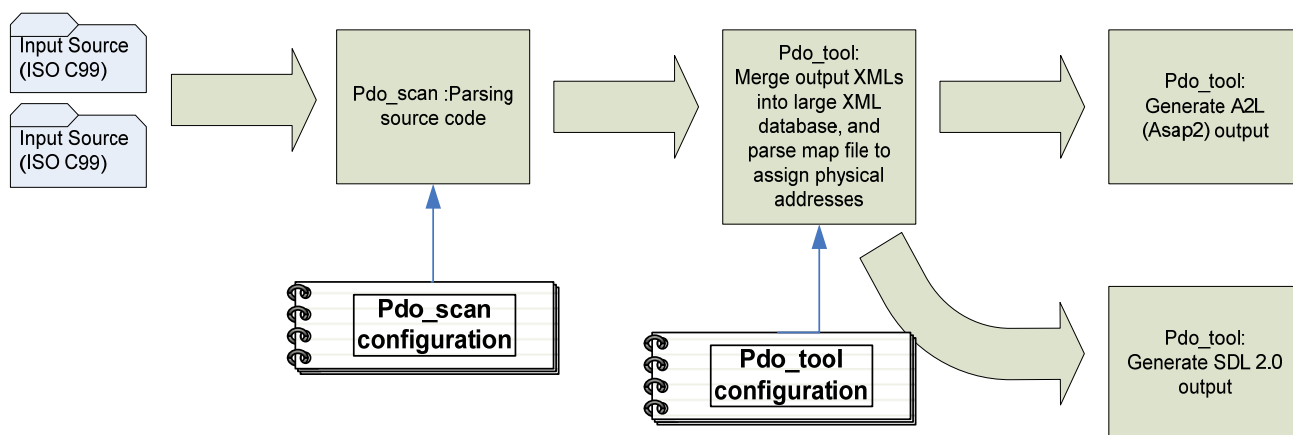 Input Source
(ISO C99)
Input Source
(ISO C99)
Pdo_scan :Parsing
source code
Pdo_scan
configuration
Pdo_tool:
Merge output XMLs
into large XML
database, and
parse map file to
assign physical
addresses
Pdo_tool
configuration
Pdo_tool:
Generate A2L
(Asap2) output
Pdo_tool:
Generate SDL 2.0
output